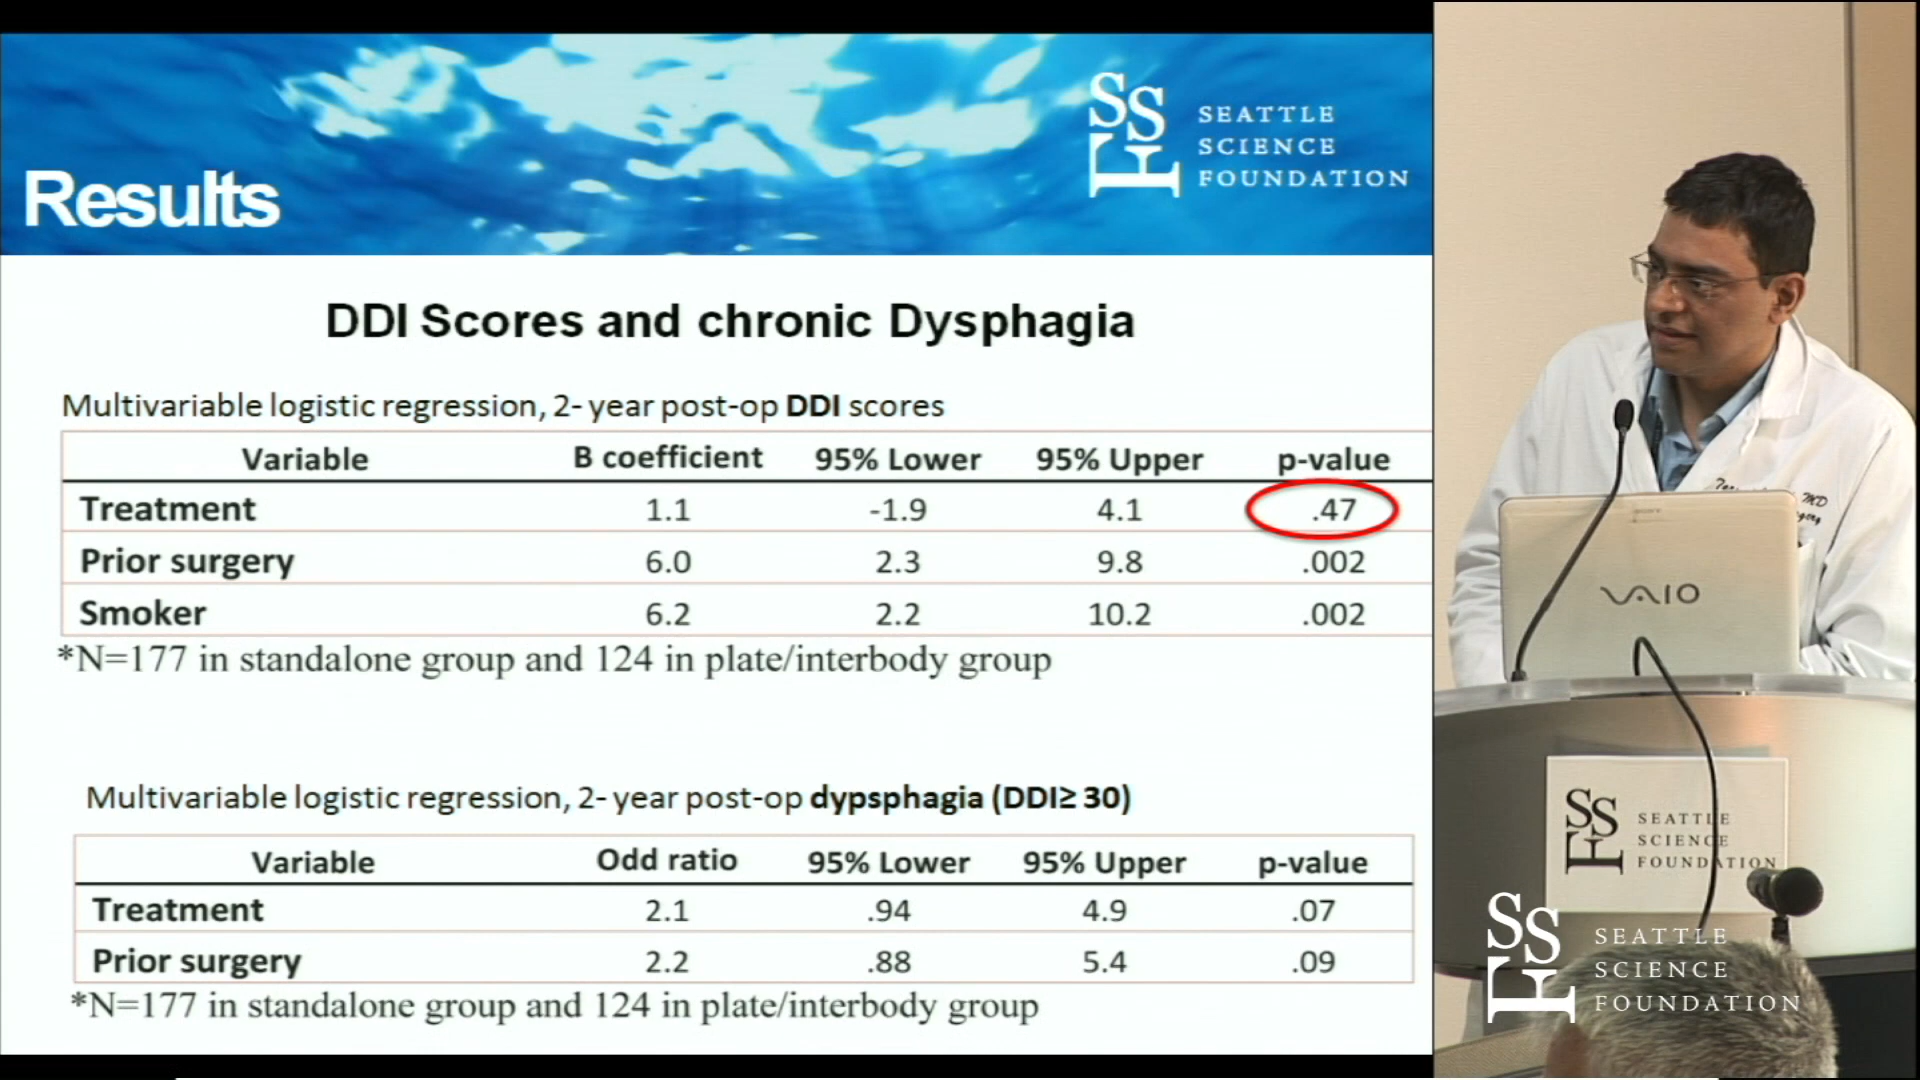 Results
SEATTLE
SCIENCE
FOUNDATION
DDI Scores and chronic Dysphagia
Multivariable logistic regression, 2- year post-op DDI scores
Variable B coefficient 95% Lower 95% Upper p-value
Treatment 1.1 -1.9 4.1 .47
Prior surgery 6.0 2.3 9.8 .002
Smoker 6.2 2.2 10.2 .002
*N=177 in standalone group and 124 in plate/interbody group
Multivariable logistic regression, 2- year post-op dypsphagia (DDI≥ 30)
Variable Odd ratio 95% Lower 95% Upper p-value
Treatment 2.1 .94 4.9 .07
Prior surgery 2.2 .88 5.4 .09
*N=177 in standalone group and 124 in plate/interbody group
MD
VAIO
SEATTLE
SCIENCE
FOUNDATION
SEATTLE
SCIENCE
FOUNDATION